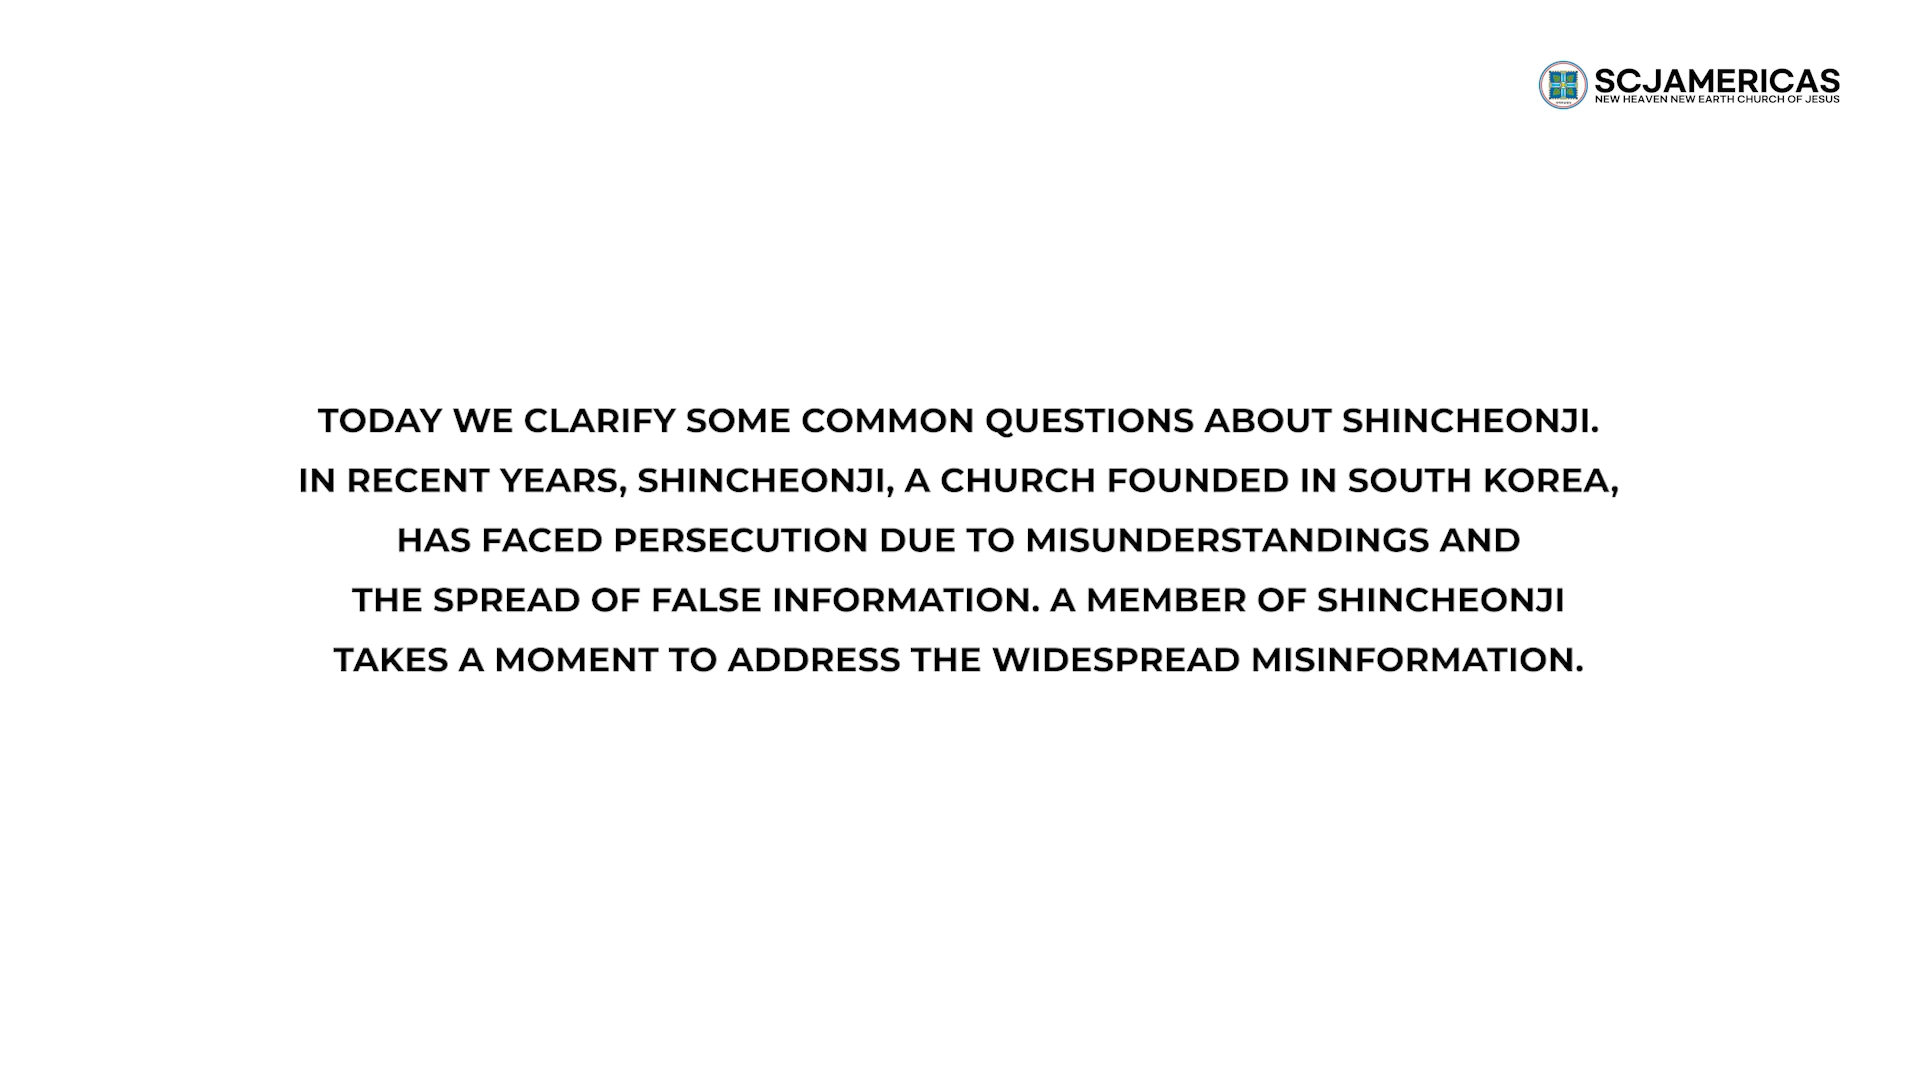 SCJAMERICAS
NEW HEAVEN NEW EARTH CHURCH OF JESUS
TODAY WE CLARIFY SOME COMMON QUESTIONS ABOUT SHINCHEONJI.
IN RECENT YEARS, SHINCHEONJI, A CHURCH FOUNDED IN SOUTH KOREA,
HAS FACED PERSECUTION DUE TO MISUNDERSTANDINGS AND
THE SPREAD OF FALSE INFORMATION. A MEMBER OF SHINCHEONJI
TAKES A MOMENT TO ADDRESS THE WIDESPREAD MISINFORMATION.